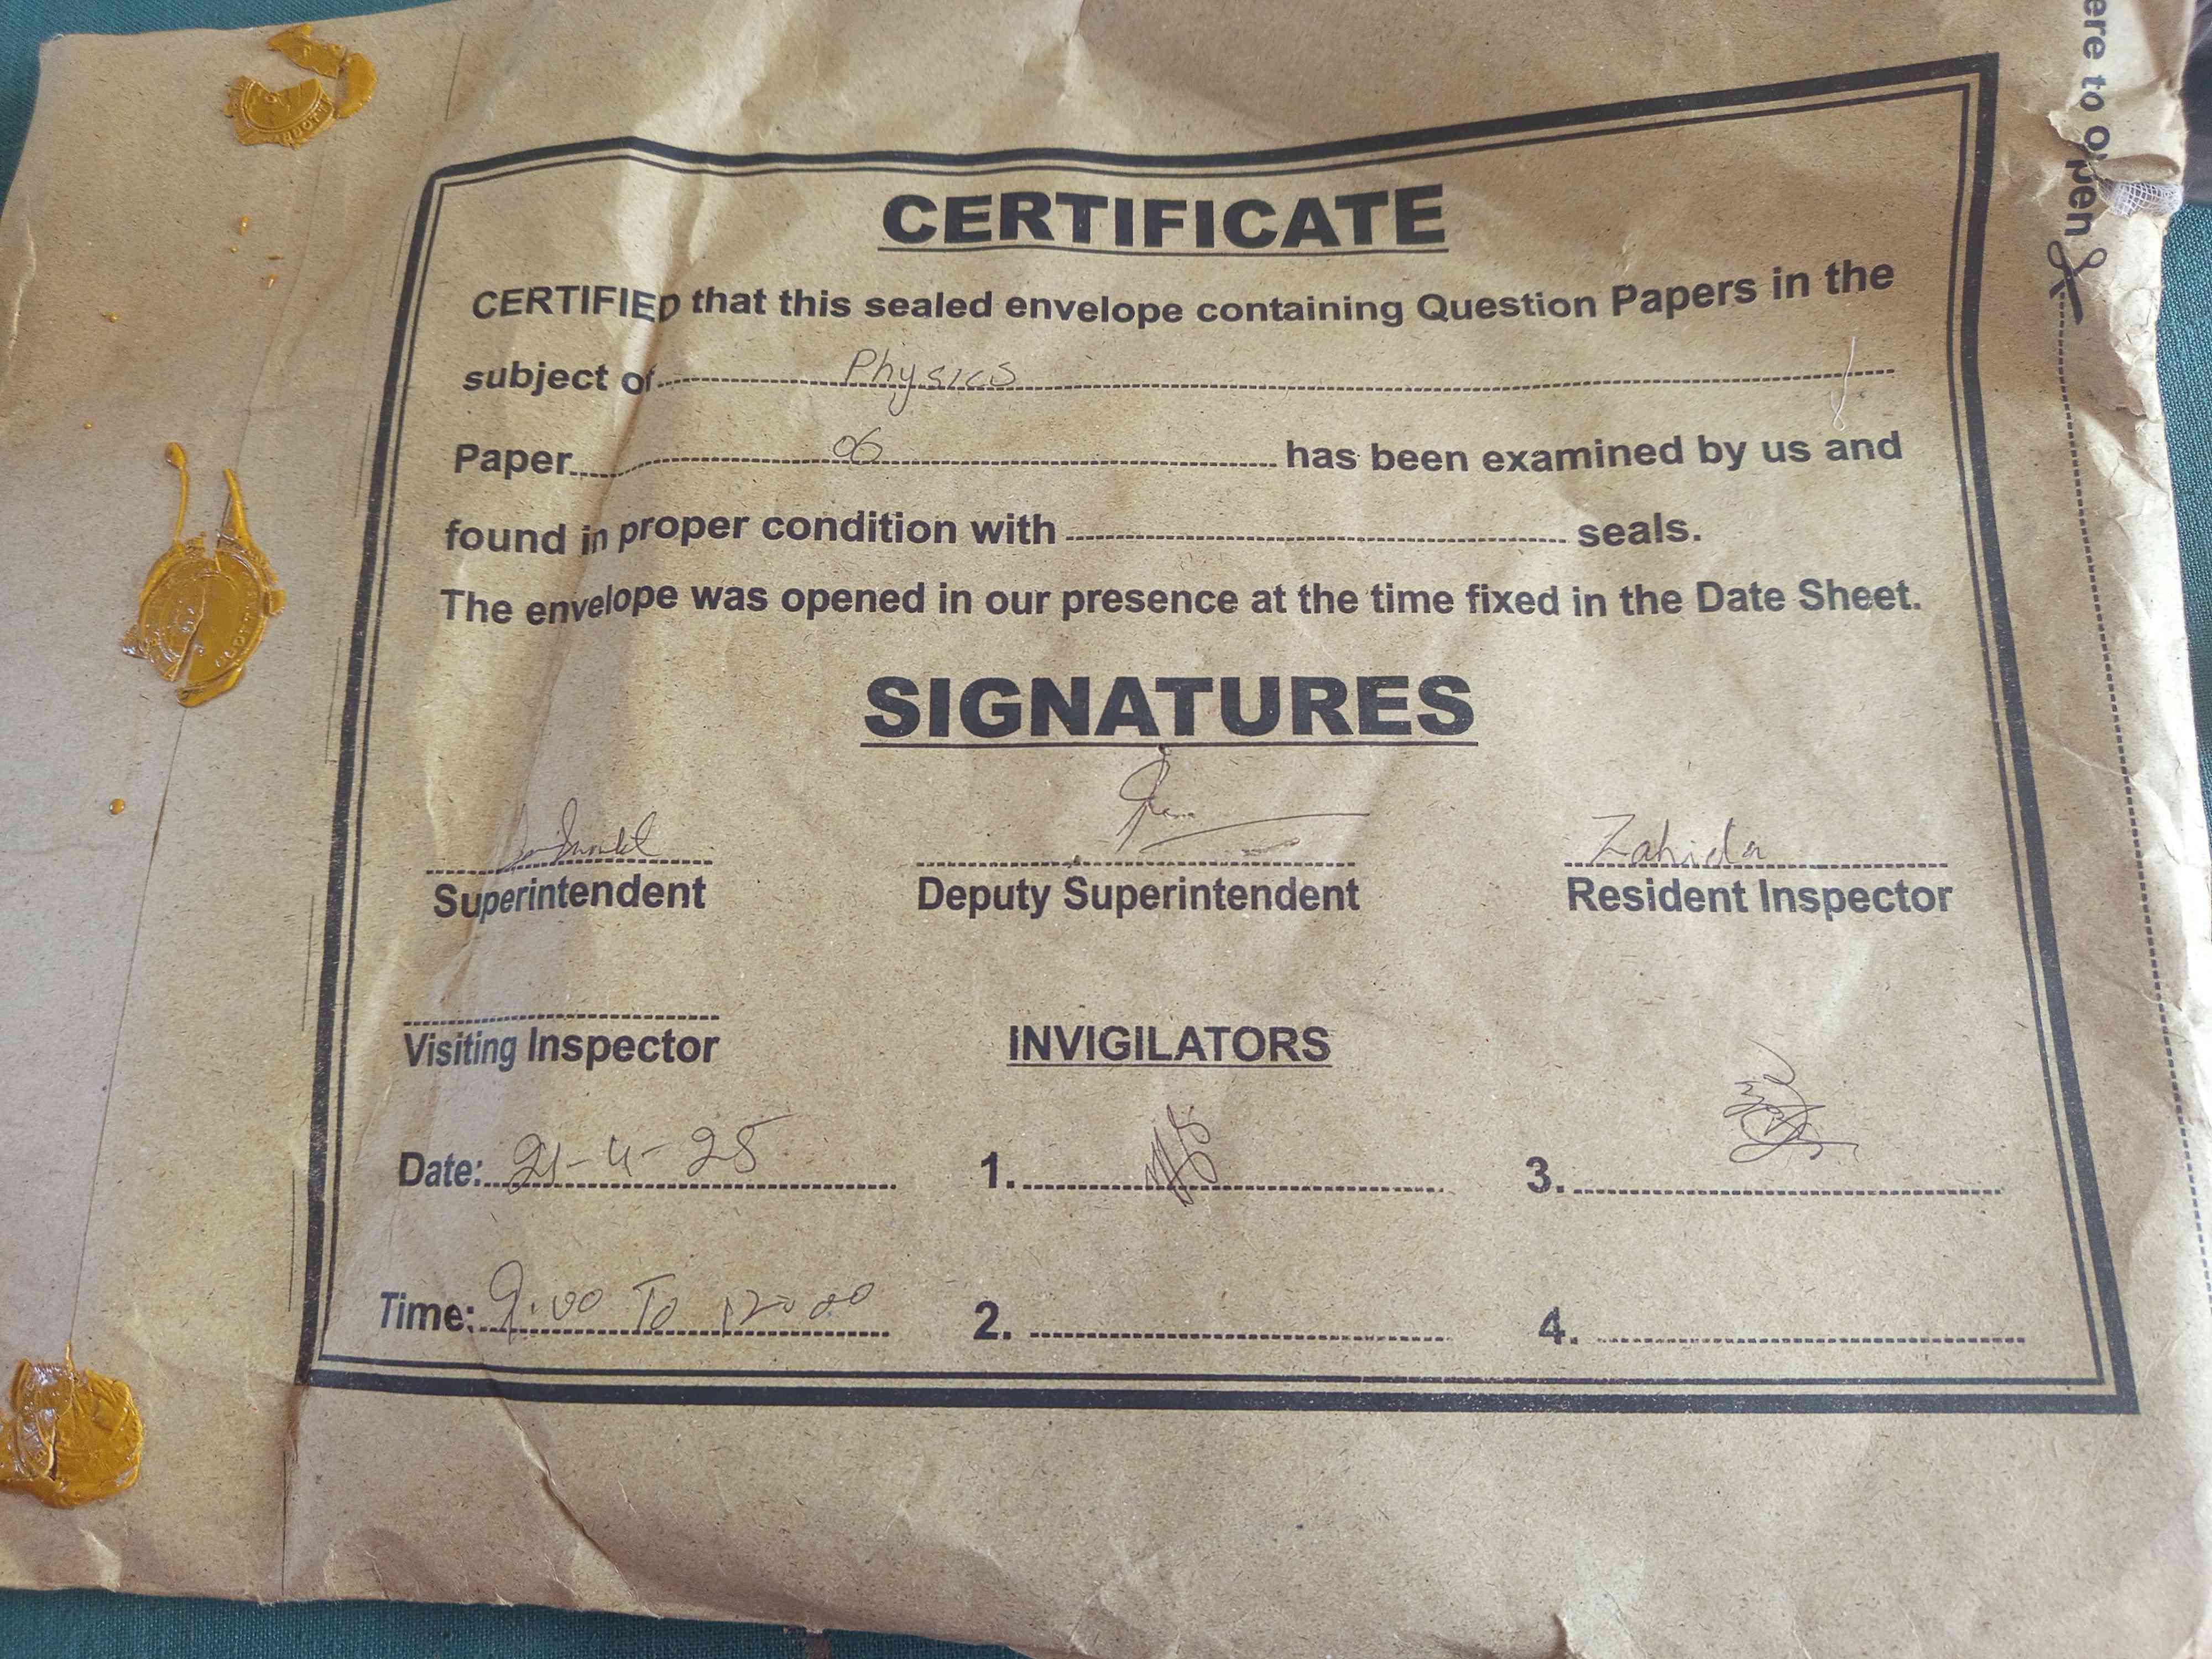 ere to open
CERTIFICATE
CERTIFIED that this sealed envelope containing Question Papers in the
subject of Physics
Paper 06 has been examined by us and
found in proper condition with seals.
The envelope was opened in our presence at the time fixed in the Date Sheet.
SIGNATURES
Zahida
Superintendent Deputy Superintendent Resident Inspector
Visiting Inspector INVIGILATORS
Date: 21-4-25 1. 3.
Time: 9:00 To 12:00 2. 4.